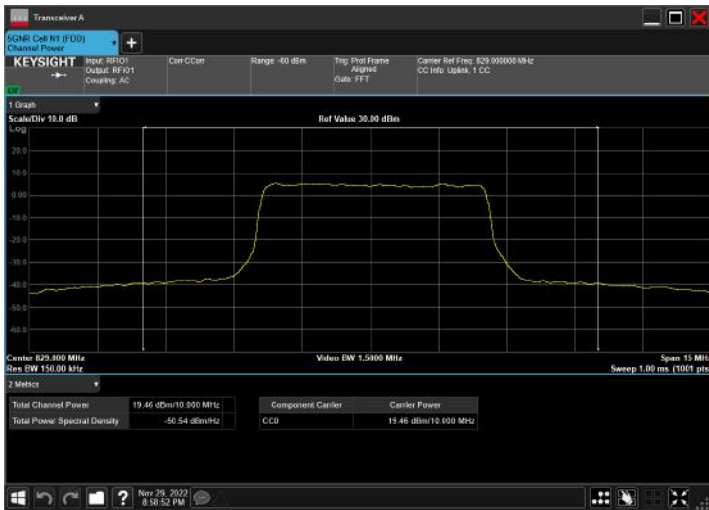 Transceiver A
5GNR Cell N1 (FDD)
Channel Power
KEYSIGHT
Input: RFIO1
Output: RFIO1
Coupling: AC
Corr CCorr
Range: -60 dBm
Trig: Prot Frame
Aligned
Gate: FFT
Carrier Ref Freq: 829.000000 MHz
CC Info: Uplink, 1 CC
1 Graph
Scale/Div 10.0 dB
Ref Value 30.00 dBm
Log
20.0
10.0
0.00
-10.0
-20.0
-30.0
-40.0
-50.0
-60.0
Center 829.000 MHz
Video BW 1.5000 MHz
Span 15 MHz
Res BW 150.00 kHz
Sweep 1.00 ms (1001 pts
2 Metrics
Total Channel Power 19.46 dBm/10.000 MHz
Total Power Spectral Density -50.54 dBm/Hz
Component Carrier Carrier Power
CC0 19.46 dBm/10.000 MHz
Nov 29, 2022
8:58:52 PM